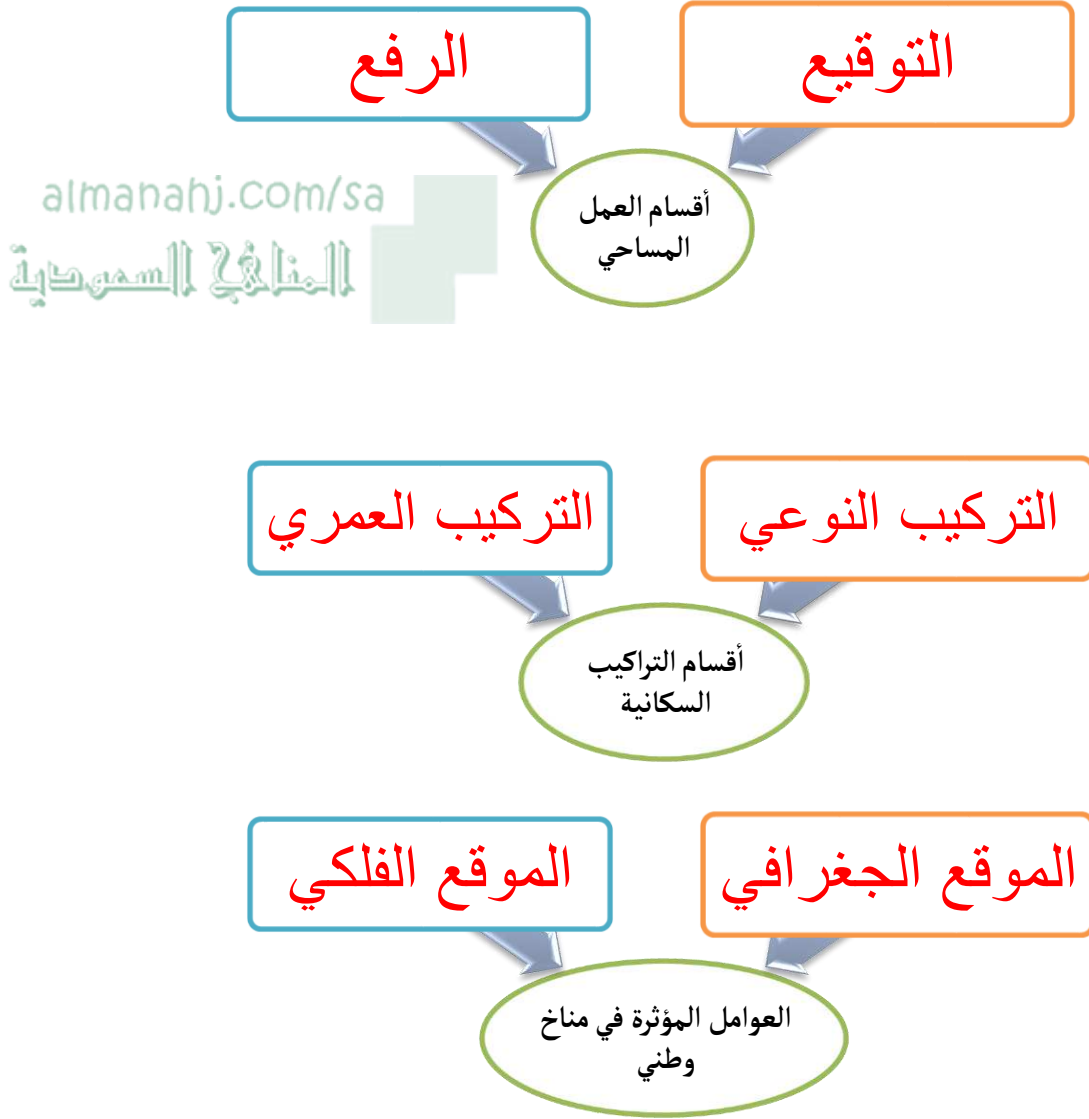 التوقيع
الرفع
أقسام العمل
المساحي
almanahj.com/sa
المناهج السعودية
التركيب النوعي
التركيب العمري
أقسام التراكيب
السكانية
الموقع الجغرافي
الموقع الفلكي
العوامل المؤثرة في مناخ
وطني